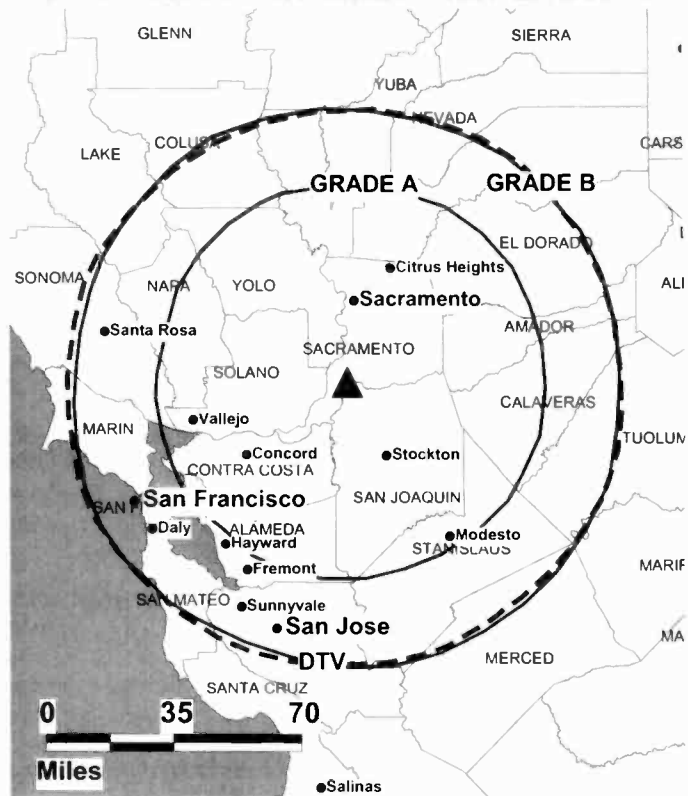 GLENN
SIERRA
YUBA
NEVADA
COLUSA
LAKE
CARS
GRADE A
GRADE B
EL DORADO
Citrus Heights
SONOMA
NAPA
YOLO
ALI
Sacramento
Santa Rosa
AMADOR
SACRAMENTO
SOLANO
CALAVERAS
Vallejo
MARIN
TUOLUM
Concord
Stockton
CONTRA COSTA
SAN JOAQUIN
San Francisco
SAN F
Daly
ALAMEDA
Modesto
Hayward
STANISLAUS
Fremont
MARIF
SAN MATEO
Sunnyvale
San Jose
MA
DTV
MERCED
SANTA CRUZ
0 35 70
Miles
Salinas